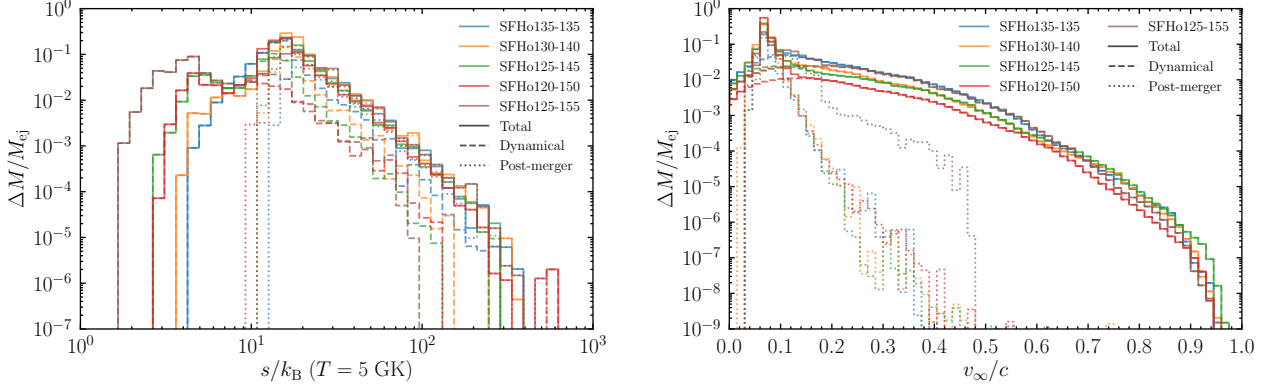 10^0
10^{-1}
10^{-2}
10^{-3}
10^{-4}
10^{-5}
10^{-6}
10^{-7}
ΔM/M_ej
SFHo135-135
SFHo130-140
SFHo125-145
SFHo120-150
SFHo125-155
Total
Dynamical
Post-merger
10^0 10^1 10^2 10^3
s/k_B (T = 5 GK)
10^0
10^{-1}
10^{-2}
10^{-3}
10^{-4}
10^{-5}
10^{-6}
10^{-7}
10^{-8}
10^{-9}
ΔM/M_ej
SFHo135-135 SFHo125-155
SFHo130-140 Total
SFHo125-145 Dynamical
SFHo120-150 Post-merger
0.0 0.1 0.2 0.3 0.4 0.5 0.6 0.7 0.8 0.9 1.0
v_∞/c